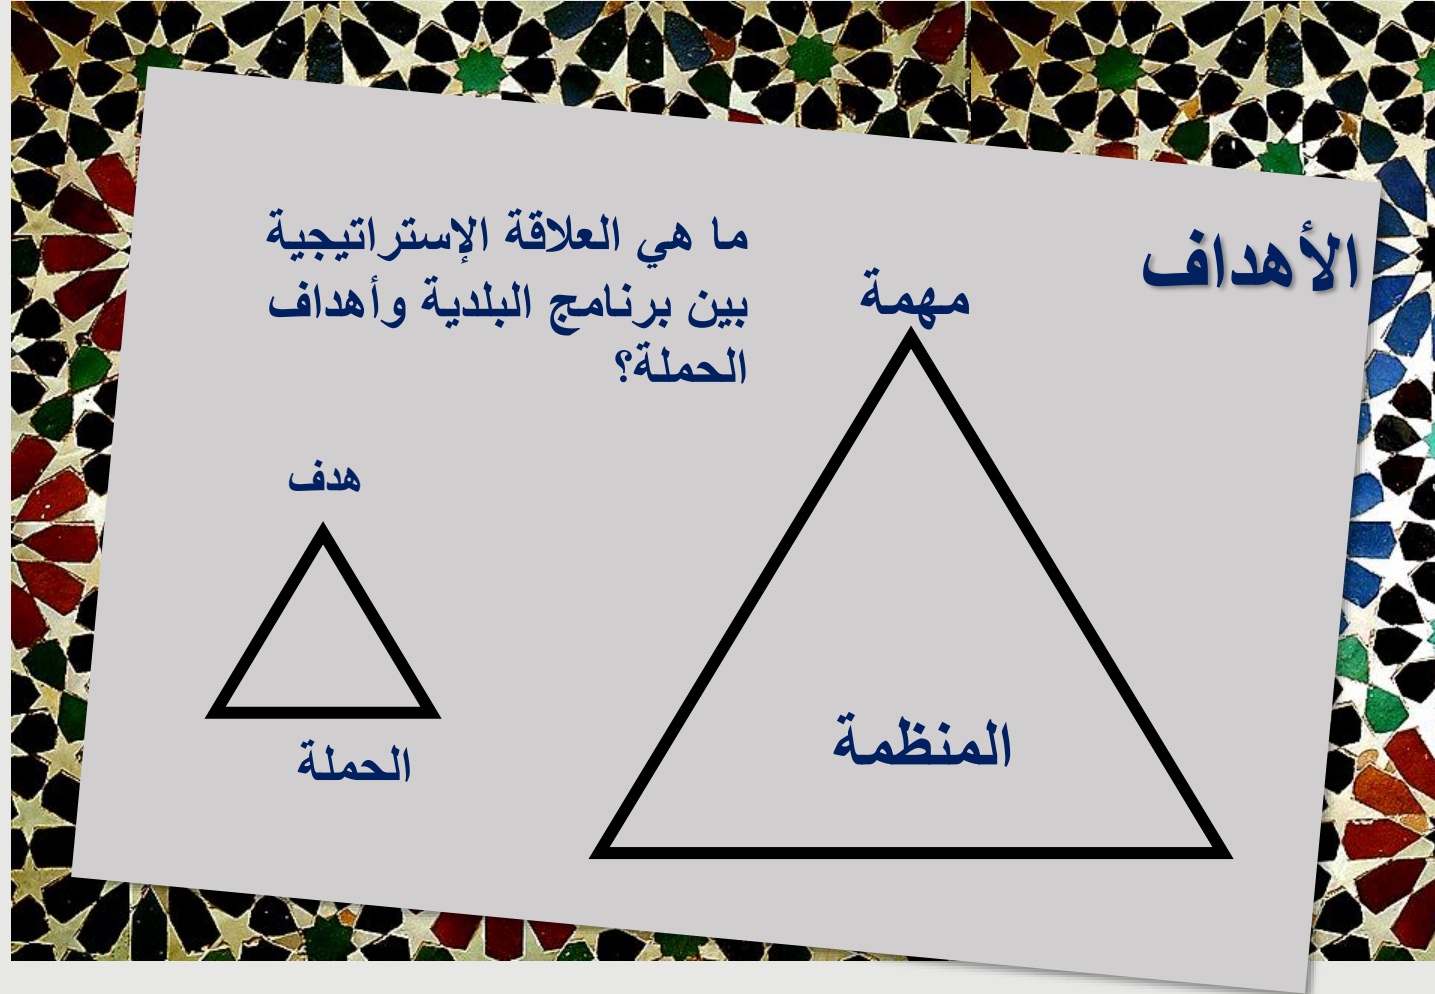 الأهداف
ما هي العلاقة الإستراتيجية
بين برنامج البلدية وأهداف
الحملة؟
مهمة
المنظمة
هدف
الحملة